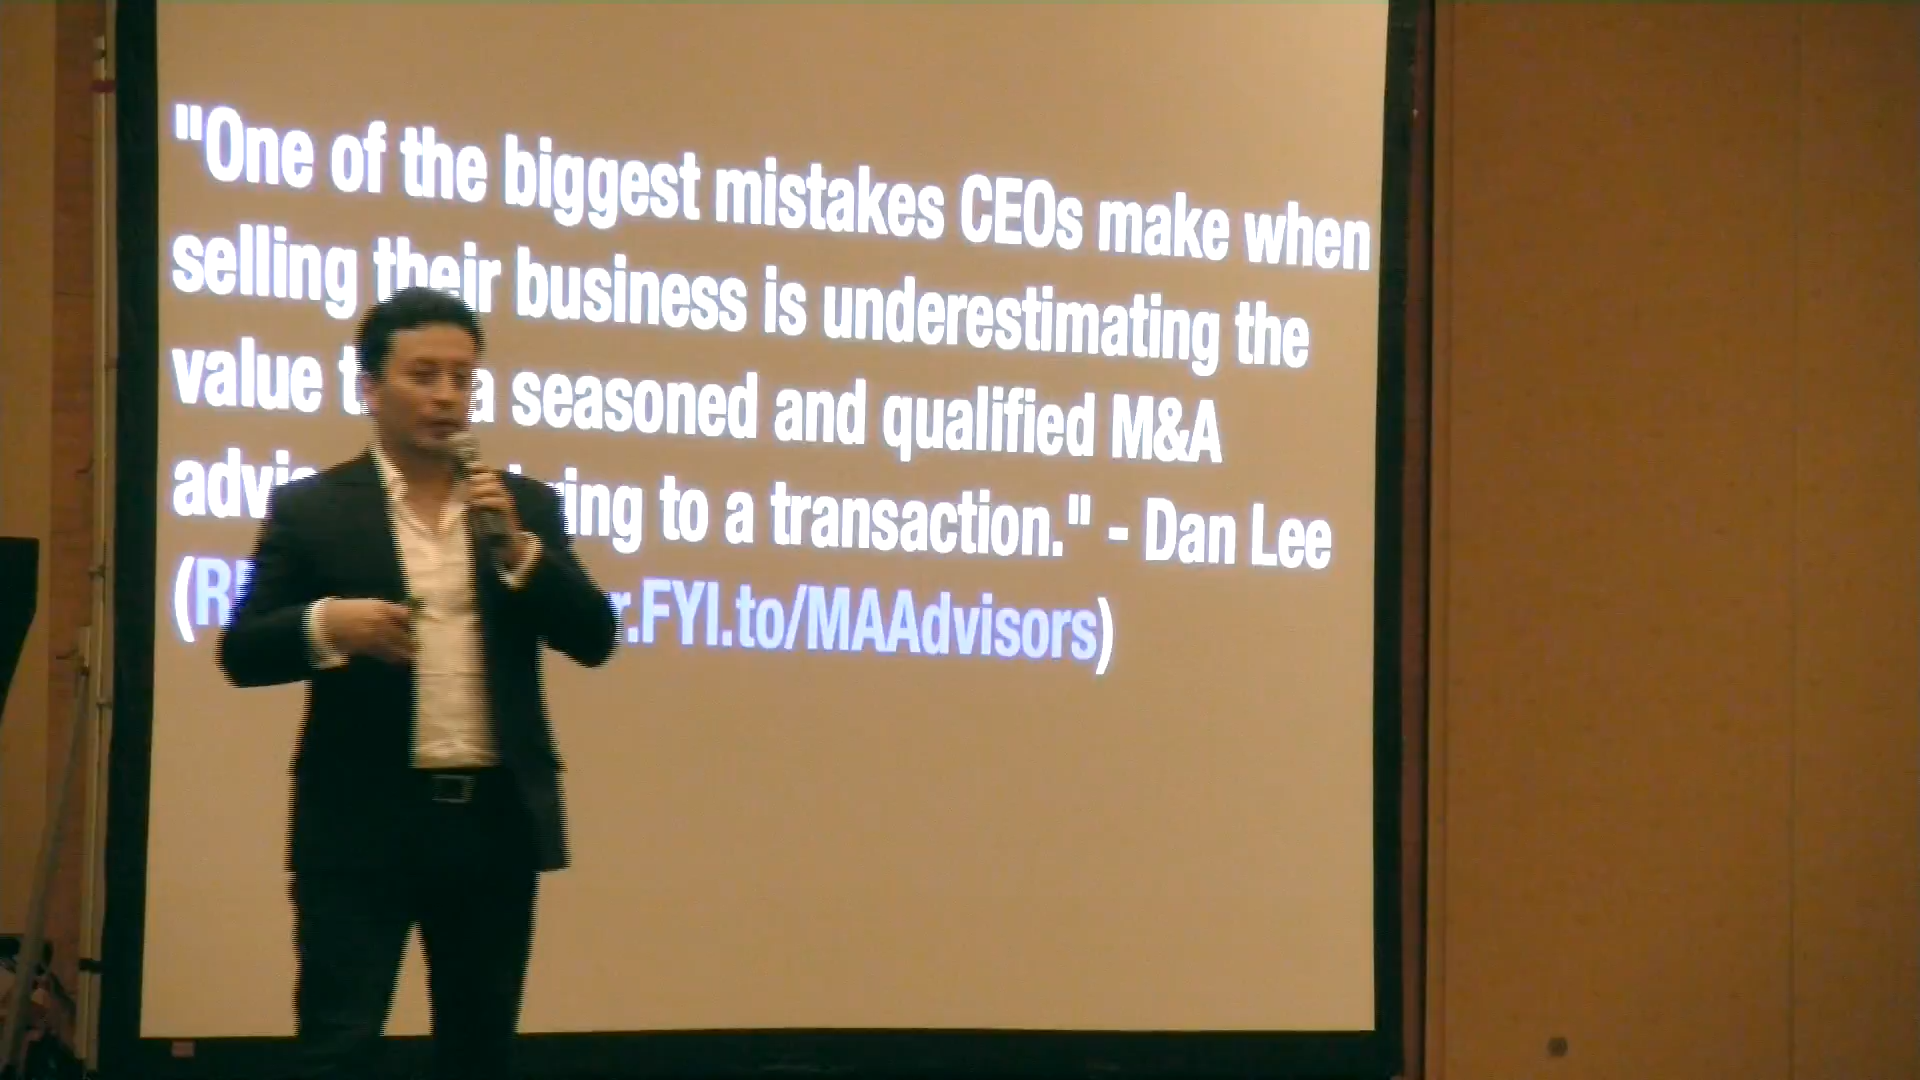 "One of the biggest mistakes CEOs make when
selling their business is underestimating the
value a seasoned and qualified M&A
to a transaction." - Dan Lee
.FYI.to/MAAdvisors)